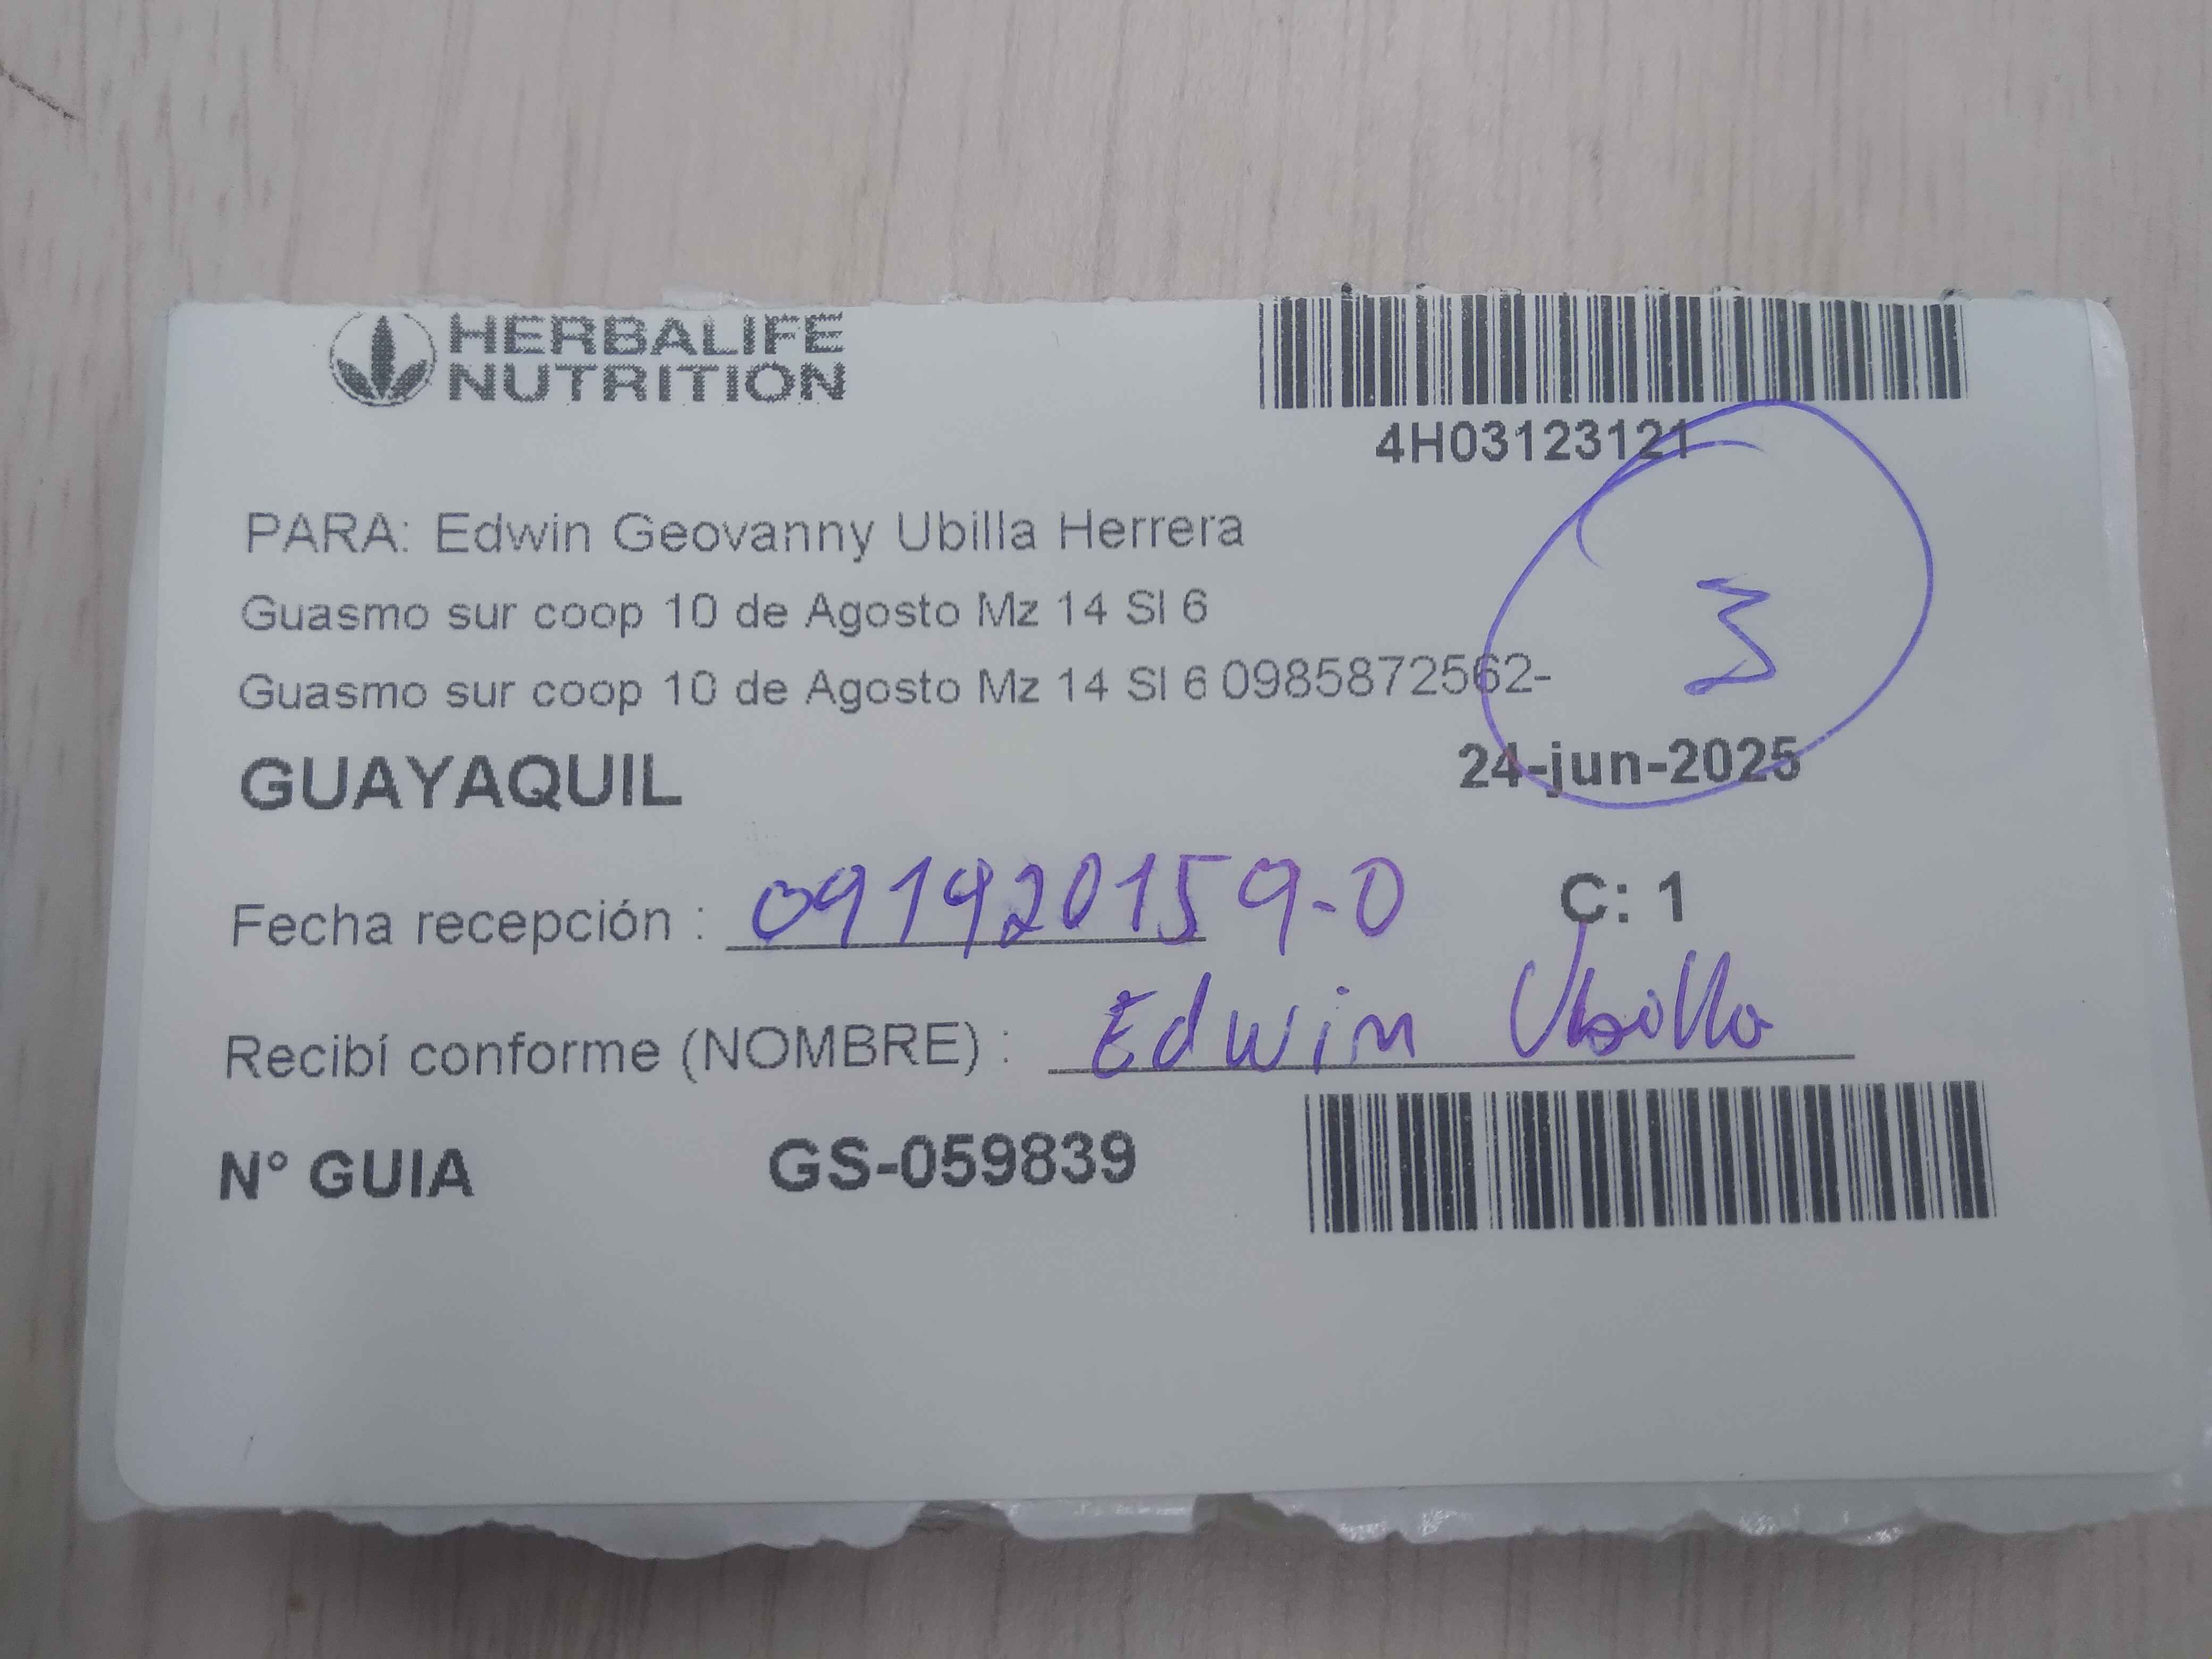 HERBALIFE
NUTRITION
4H03123121
PARA: Edwin Geovanny Ubilla Herrera
Guasmo sur coop 10 de Agosto Mz 14 Sl 6
Guasmo sur coop 10 de Agosto Mz 14 Sl 6 0985872562-
3
GUAYAQUIL 24-jun-2025
Fecha recepción : 091920159-0 C: 1
Recibí conforme (NOMBRE) : Edwin Ubilla
N° GUIA GS-059839